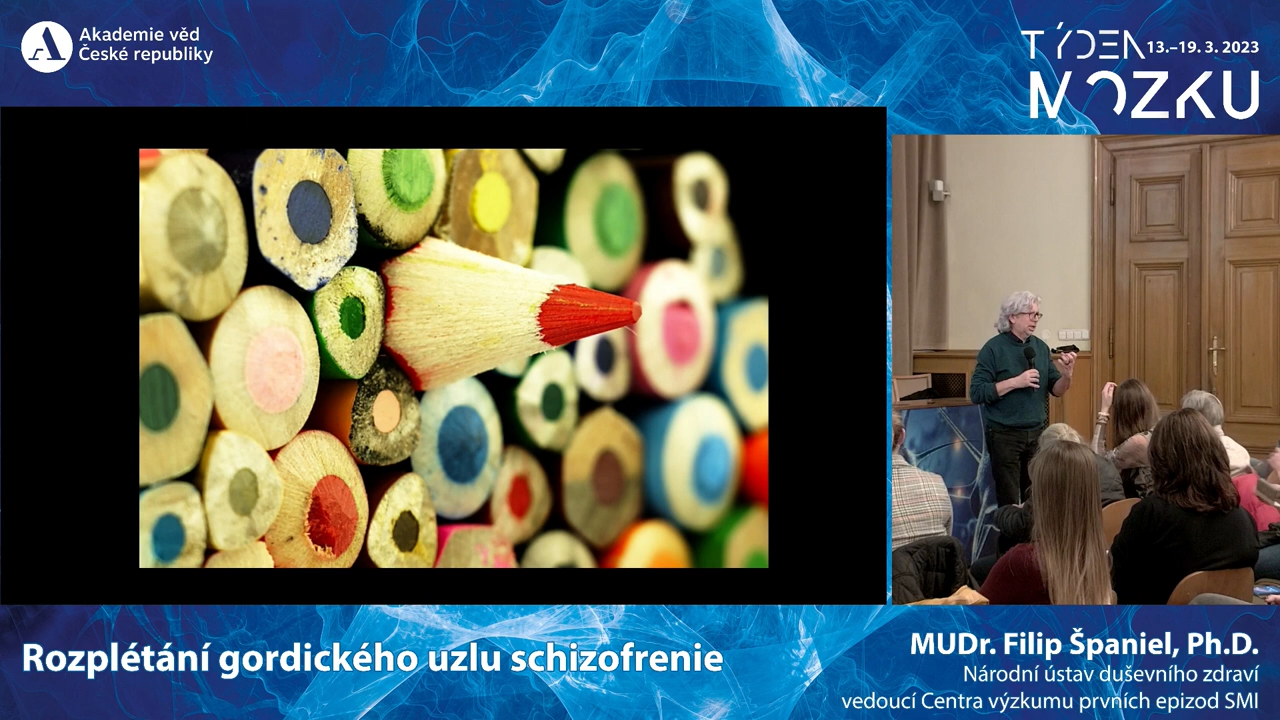 Akademie věd
České republiky
TÝDEN 13.–19. 3. 2023
MOZKU
Rozplétání gordického uzlu schizofrenie
MUDr. Filip Španiel, Ph.D.
Národní ústav duševního zdraví
vedoucí Centra výzkumu prvních epizod SMI